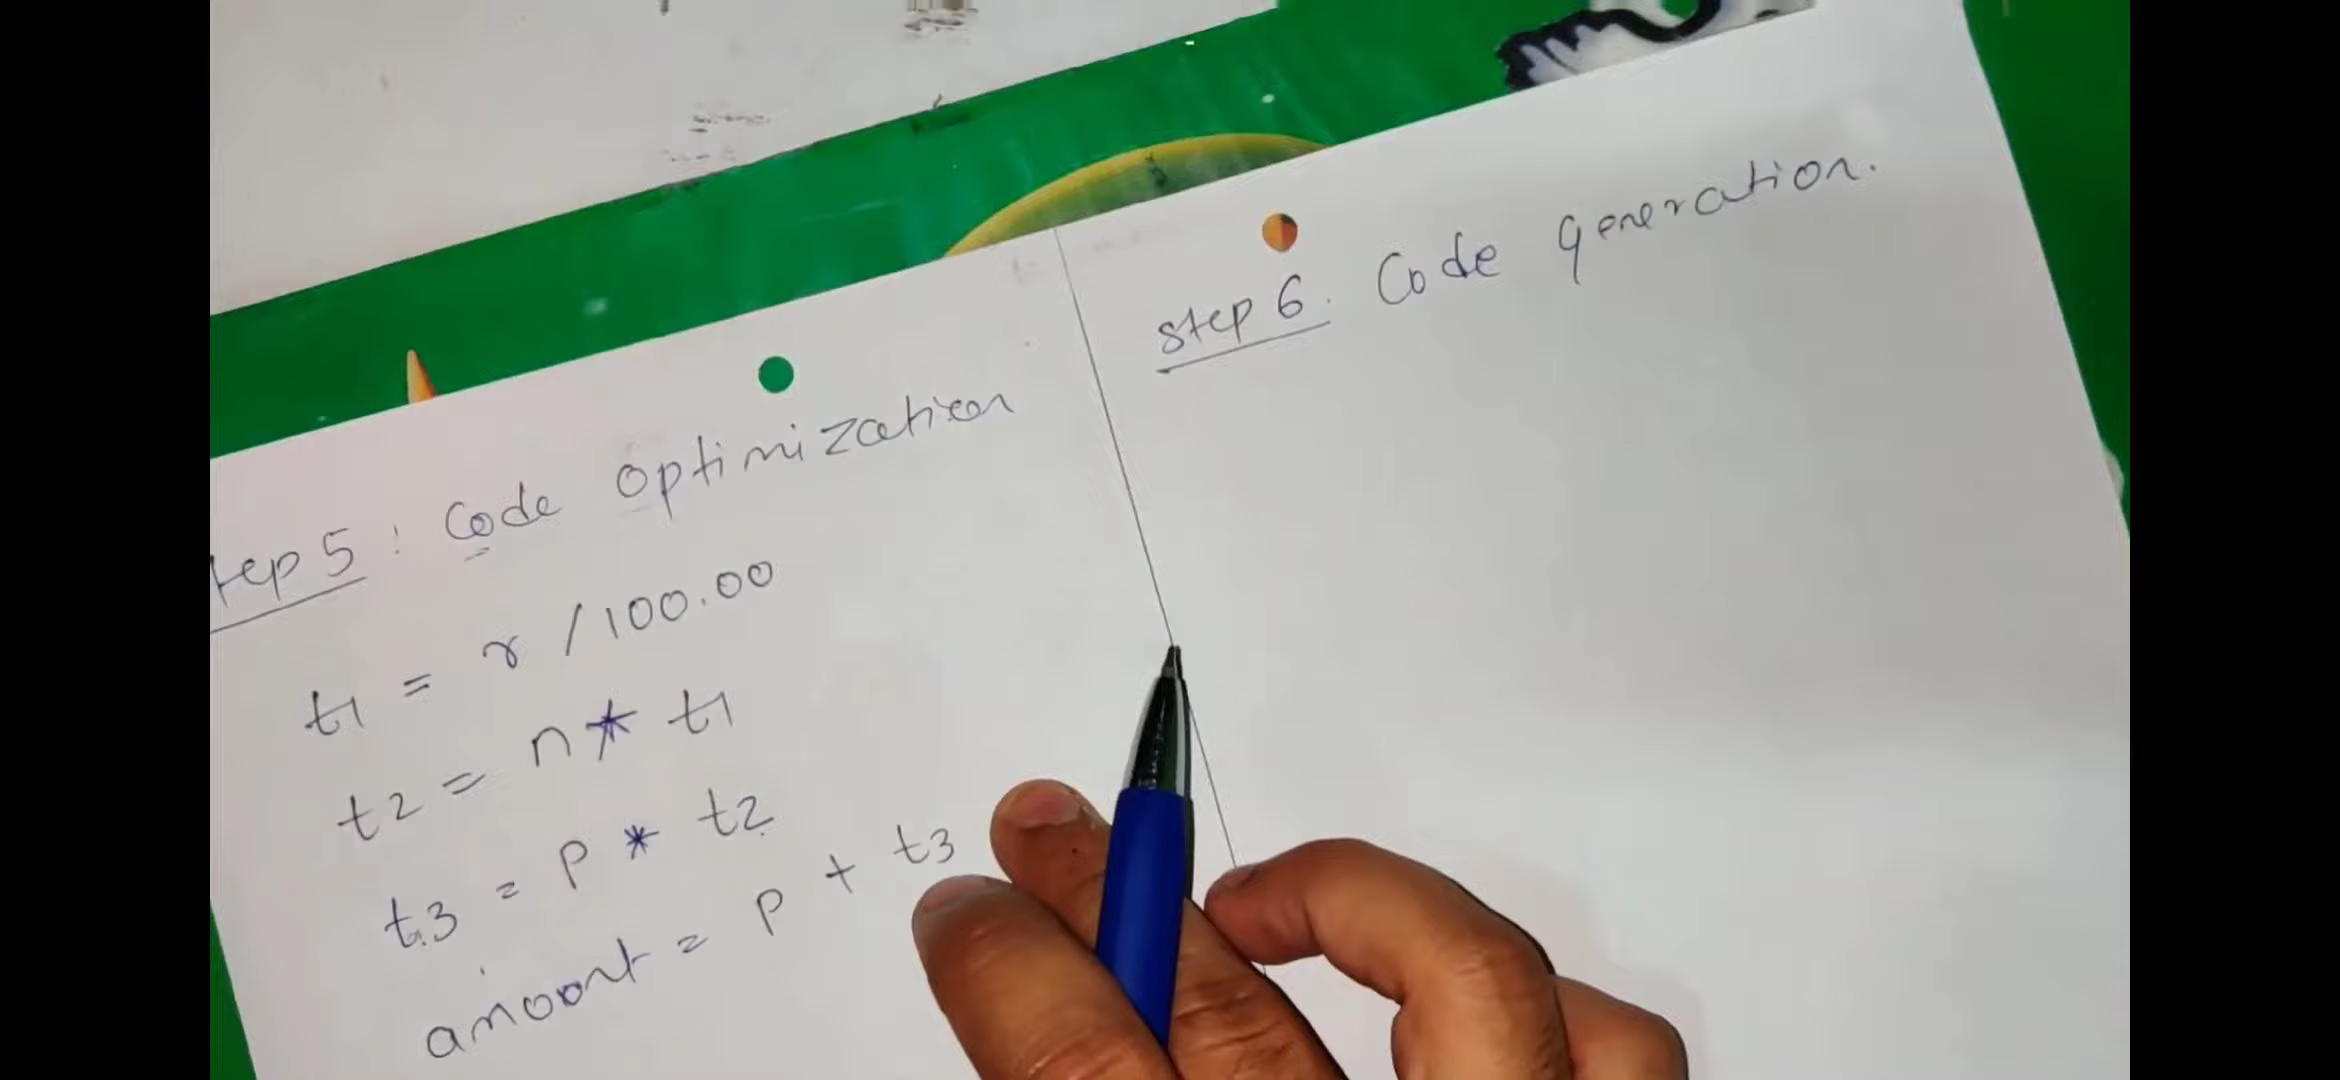 tep 5 : Code Optimization
t1 = r / 100.00
t2 = n * t1
t3 = p * t2
amount = p + t3
Step 6. Code Generation.